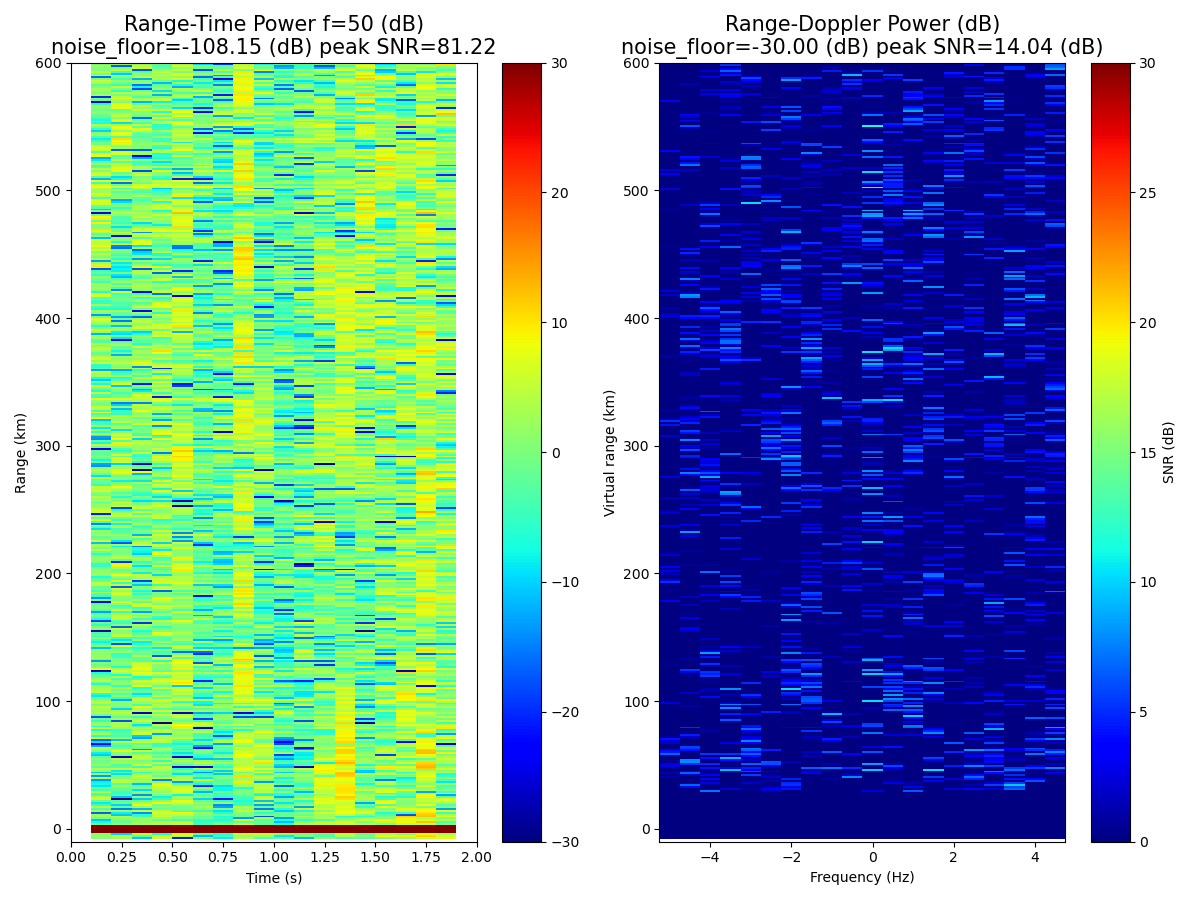 Range-Time Power f=50 (dB)
noise_floor=-108.15 (dB) peak SNR=81.22
Range (km)
600
500
400
300
200
100
0
0.00 0.25 0.50 0.75 1.00 1.25 1.50 1.75 2.00
Time (s)
30
20
10
0
−10
−20
−30
Range-Doppler Power (dB)
noise_floor=-30.00 (dB) peak SNR=14.04 (dB)
Virtual range (km)
600
500
400
300
200
100
0
−4 −2 0 2 4
Frequency (Hz)
30
25
20
15
10
5
0
SNR (dB)